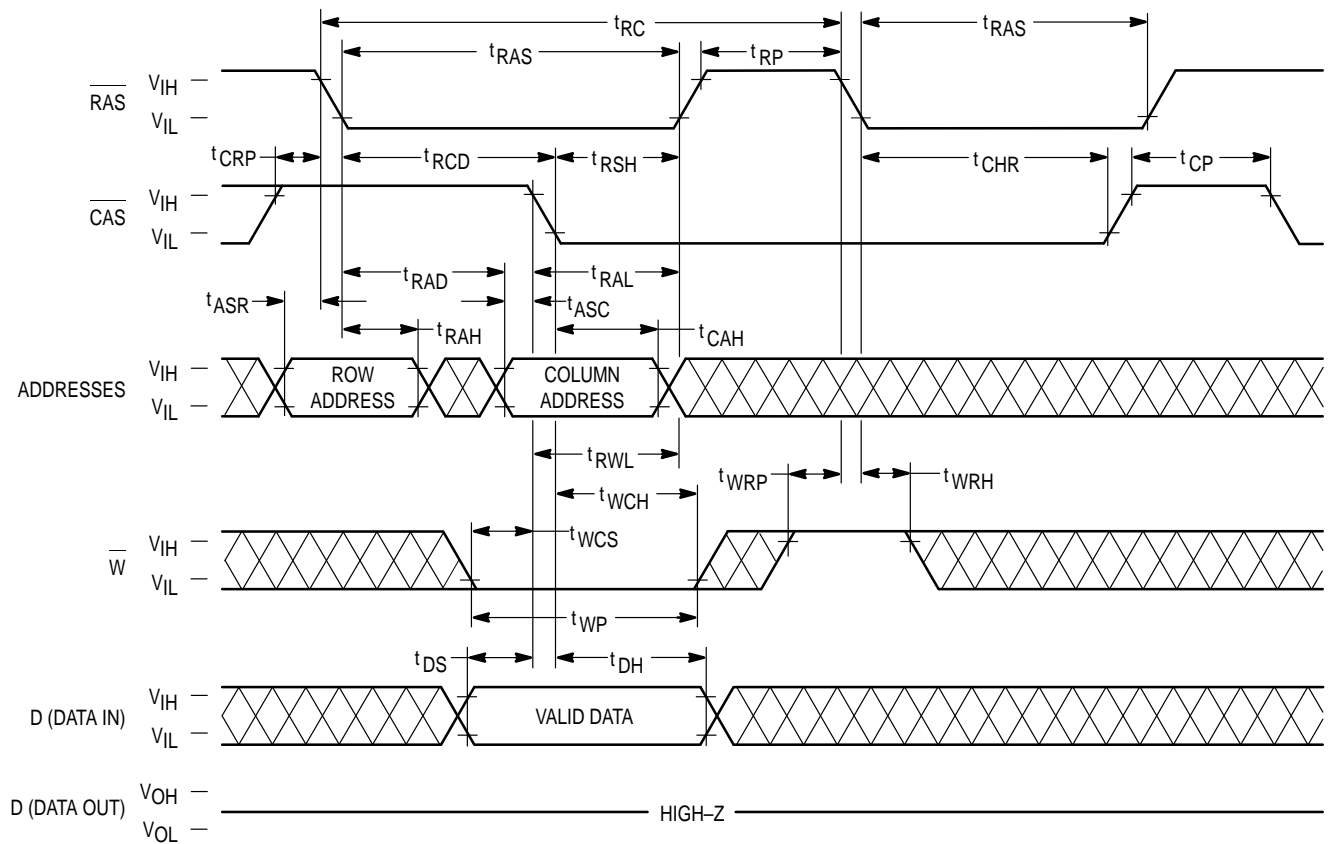 tRC
tRAS
tRP
tRAS
RAS
VIH
VIL
tCRP
tRCD
tRSH
tCHR
tCP
CAS
VIH
VIL
tRAD
tRAL
tASR
tASC
tRAH
tCAH
ADDRESSES
VIH
VIL
ROW
ADDRESS
COLUMN
ADDRESS
tRWL
tWRP
tWRH
tWCH
tWCS
W
VIH
VIL
tWP
tDS
tDH
D (DATA IN)
VIH
VIL
VALID DATA
D (DATA OUT)
VOH
VOL
HIGH–Z